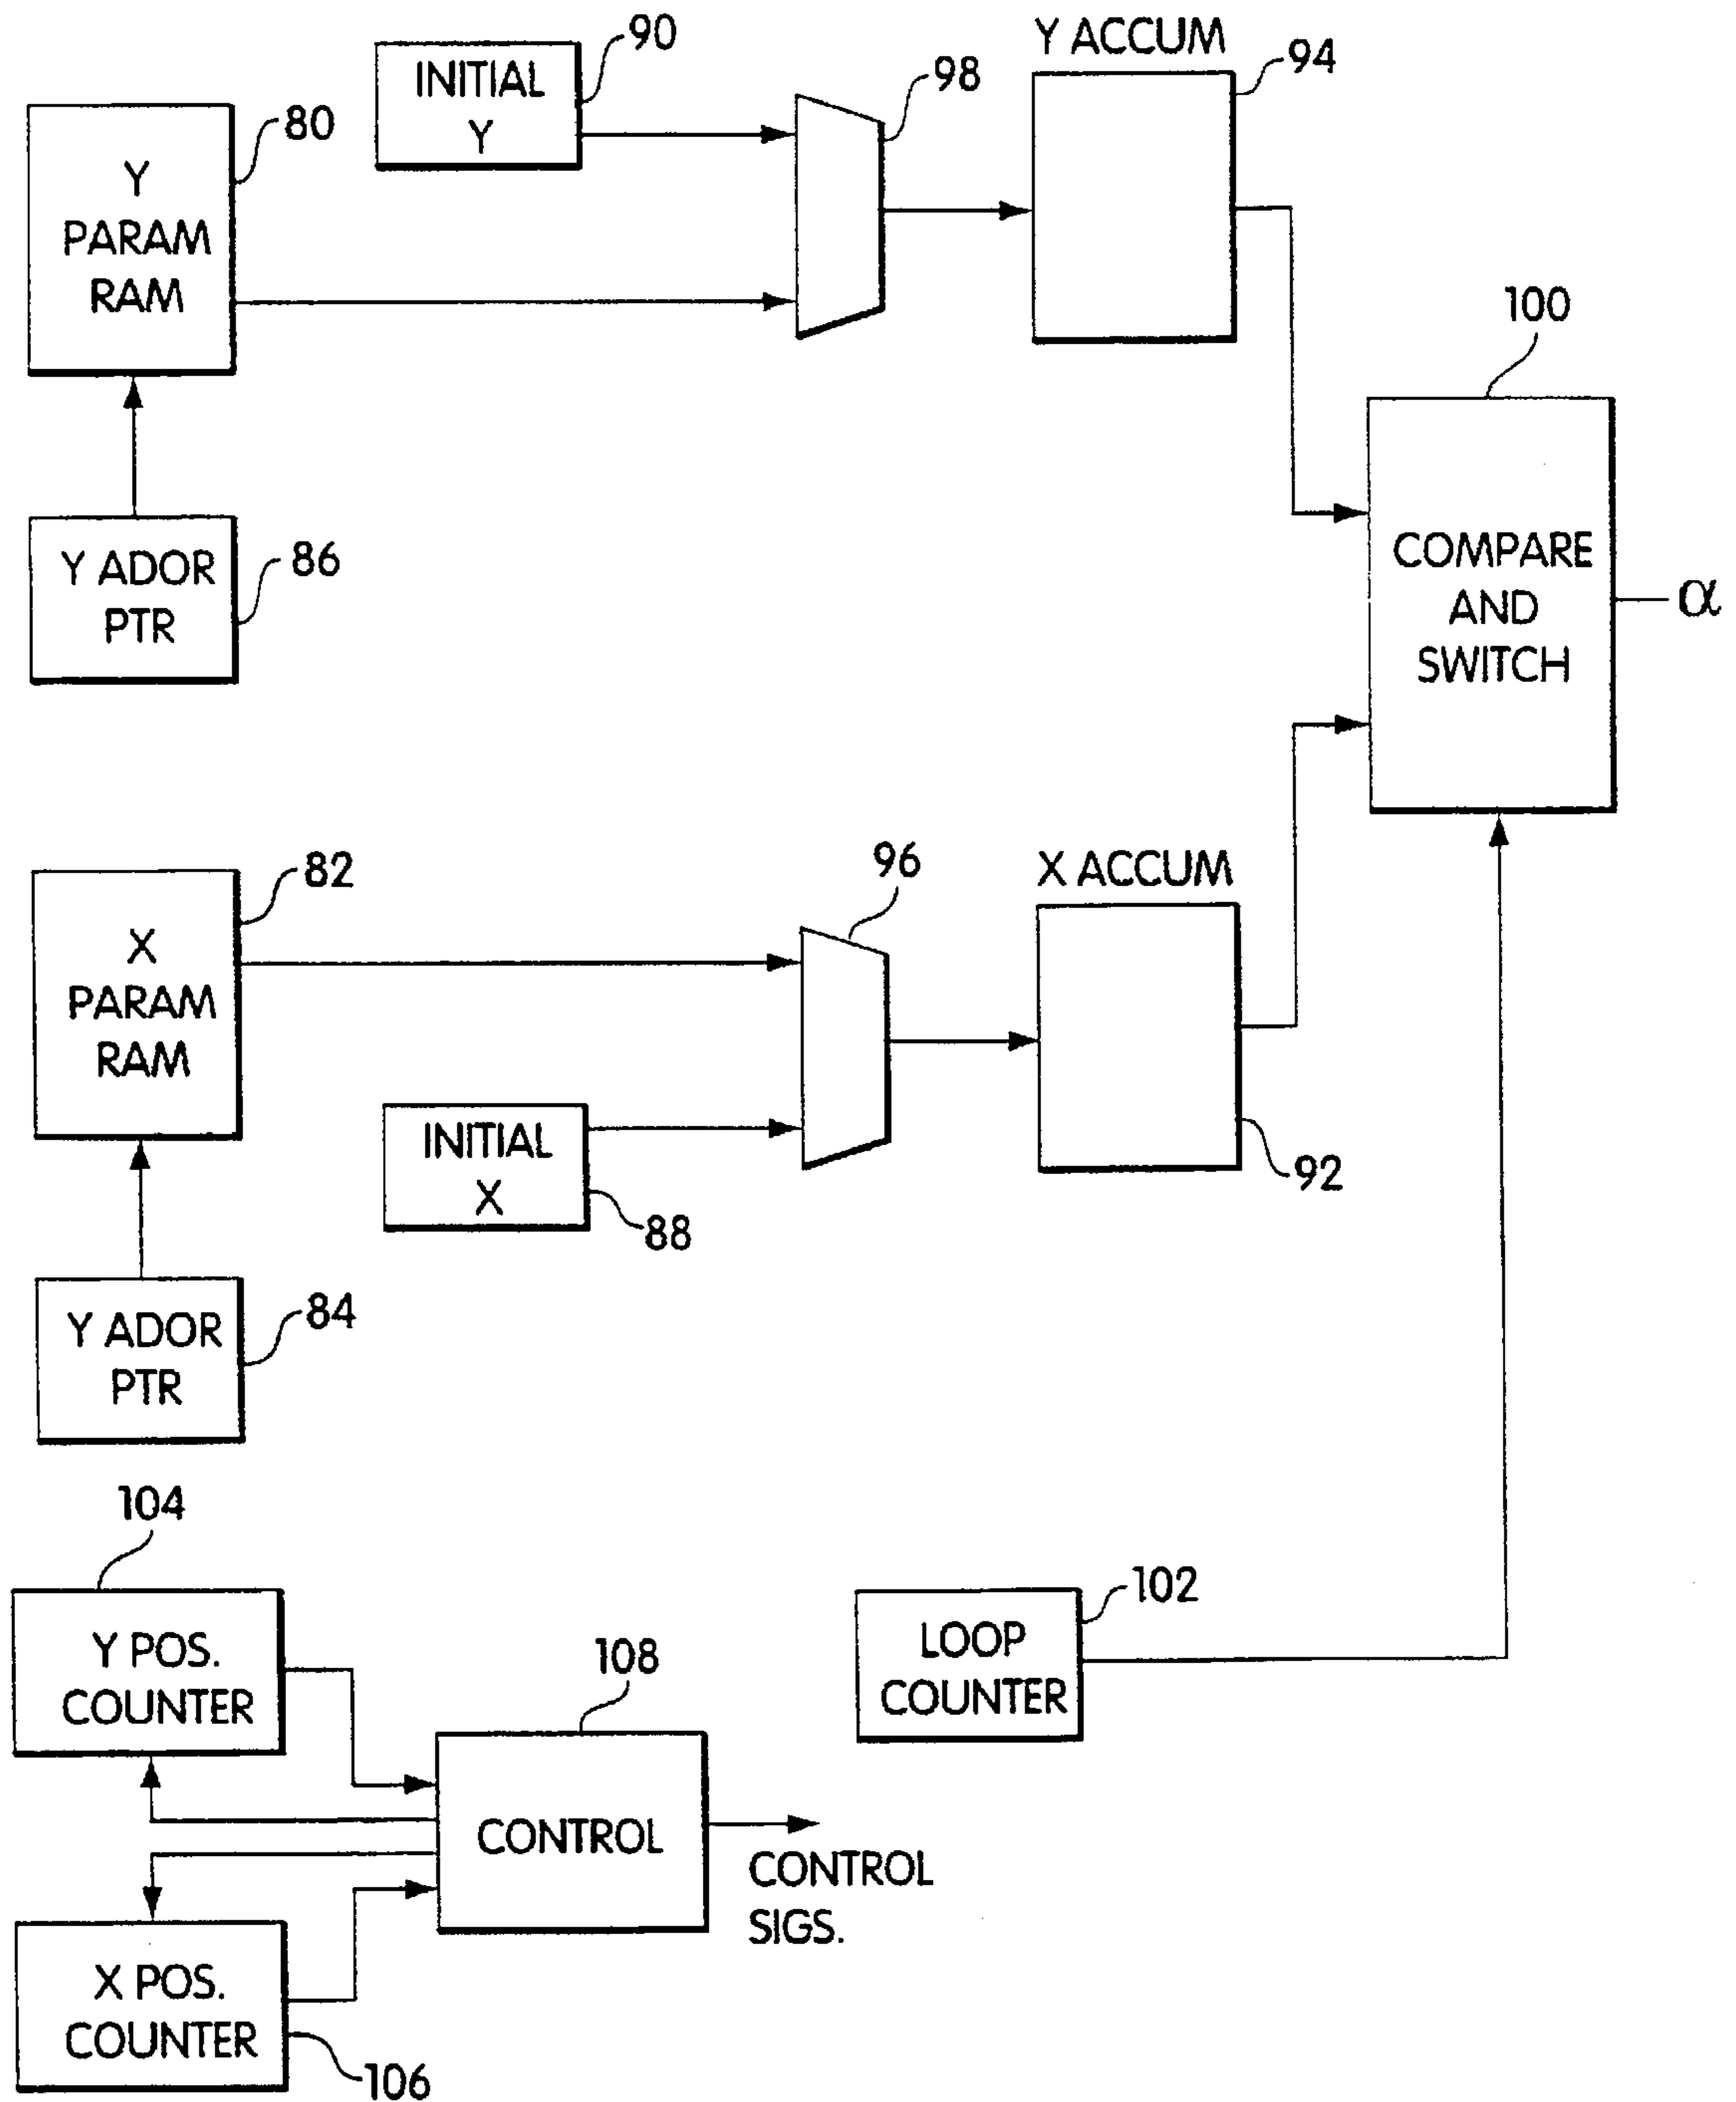 Y ACCUM
90
INITIAL
Y
98
94
80
Y
PARAM
RAM
100
Y ADOR
PTR
86
COMPARE
AND
SWITCH
α
82
X
PARAM
RAM
96
X ACCUM
INITIAL
X
88
92
Y ADOR
PTR
84
104
Y POS.
COUNTER
108
LOOP
COUNTER
102
CONTROL
CONTROL
SIGS.
X POS.
COUNTER
106